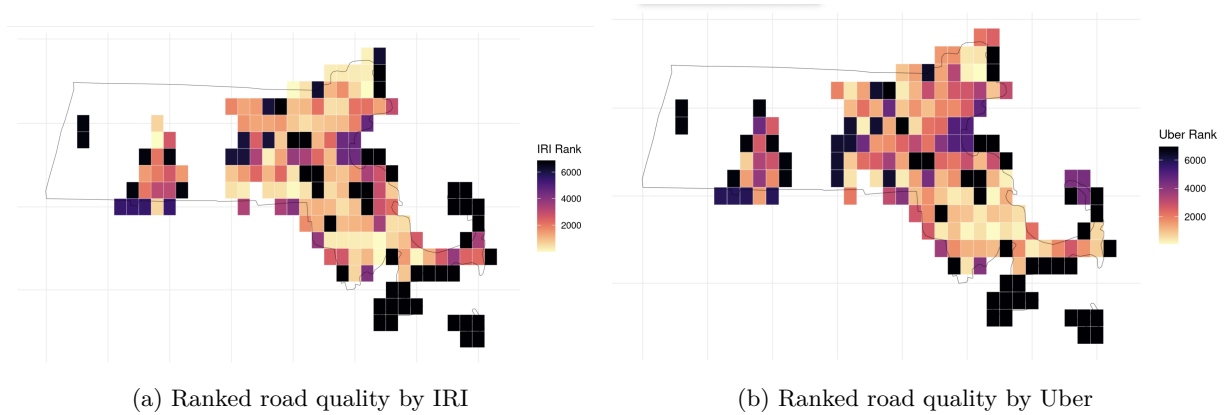 IRI Rank
6000
4000
2000
Uber Rank
6000
4000
2000
(a) Ranked road quality by IRI
(b) Ranked road quality by Uber